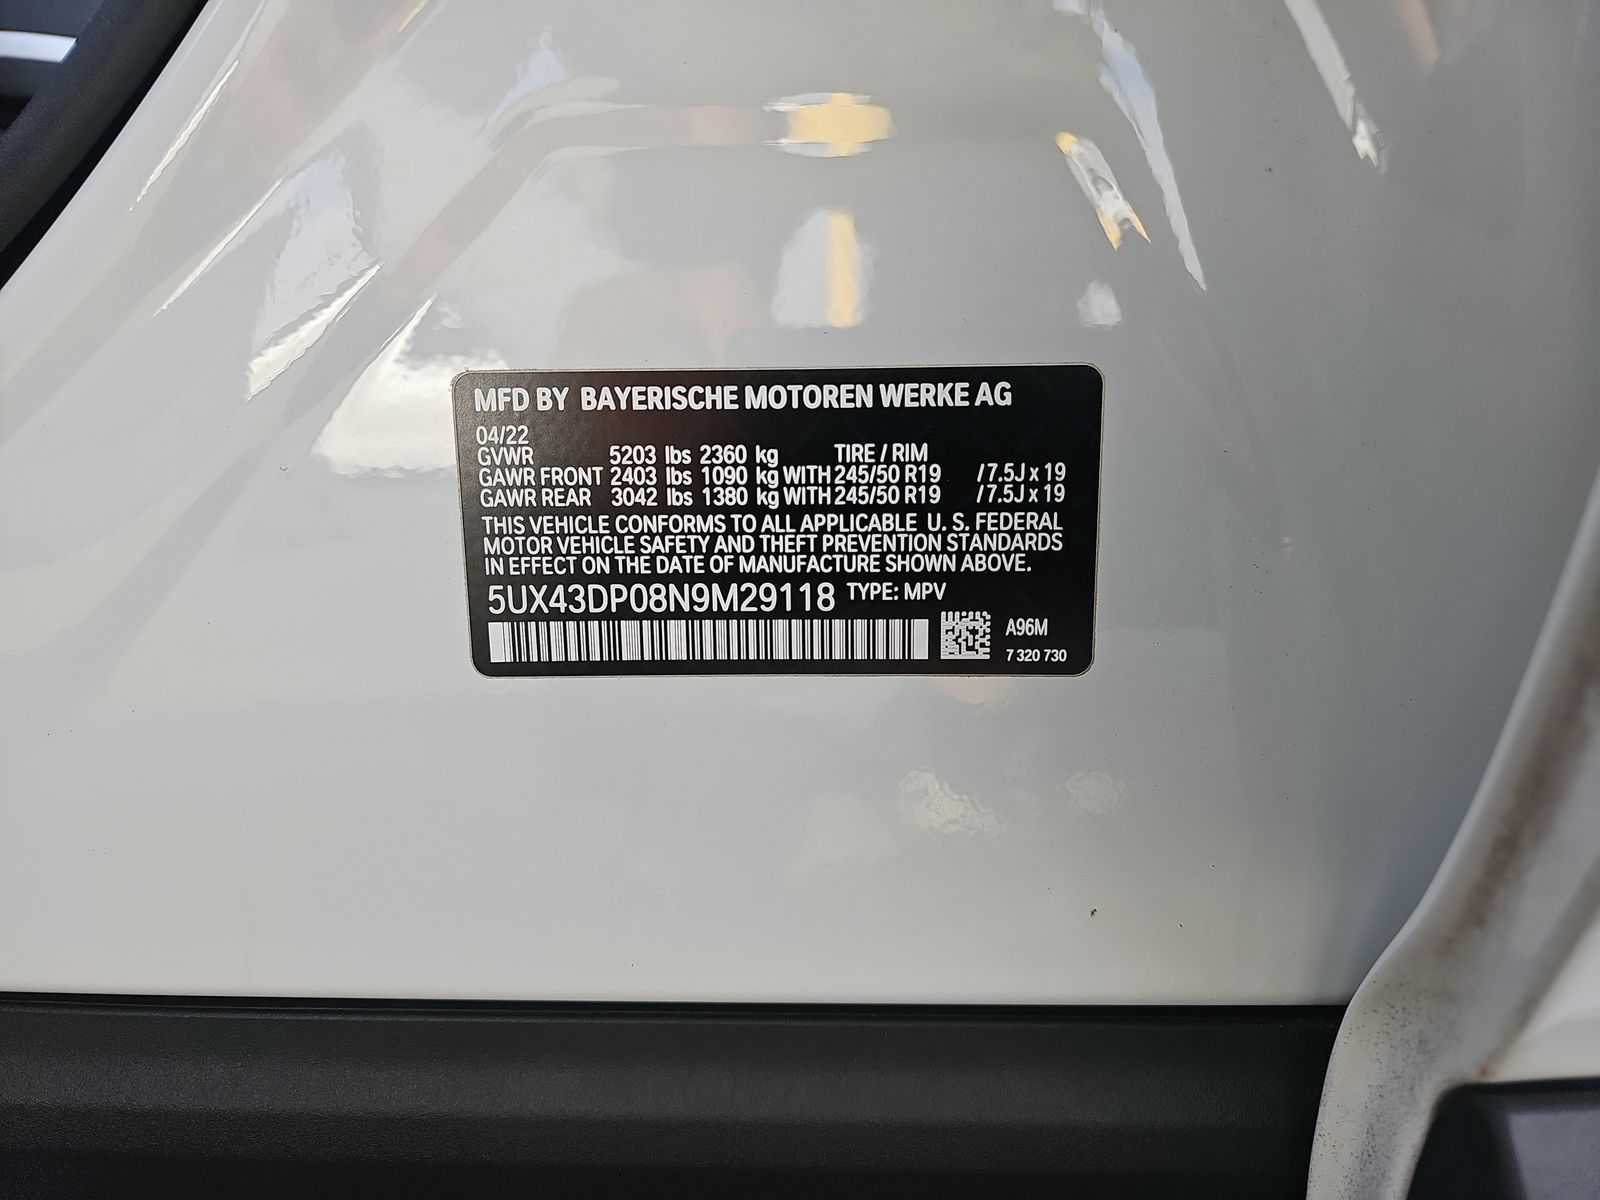 MFD BY BAYERISCHE MOTOREN WERKE AG
04/22
GVWR 5203 lbs 2360 kg TIRE / RIM
GAWR FRONT 2403 lbs 1090 kg WITH 245/50 R19 / 7.5J x 19
GAWR REAR 3042 lbs 1380 kg WITH 245/50 R19 / 7.5J x 19
THIS VEHICLE CONFORMS TO ALL APPLICABLE U. S. FEDERAL
MOTOR VEHICLE SAFETY AND THEFT PREVENTION STANDARDS
IN EFFECT ON THE DATE OF MANUFACTURE SHOWN ABOVE.
5UX43DP08N9M29118 TYPE: MPV
A96M
7 320 730